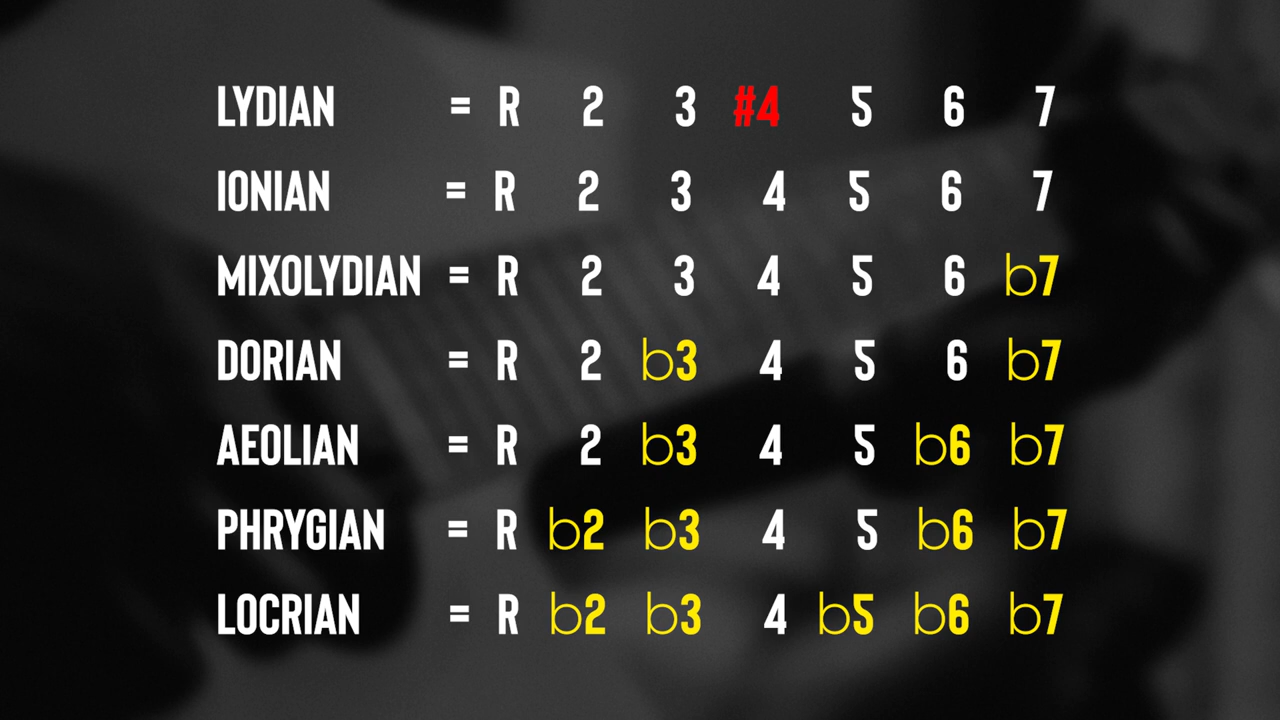 LYDIAN = R 2 3 #4 5 6 7
IONIAN = R 2 3 4 5 6 7
MIXOLYDIAN = R 2 3 4 5 6 b7
DORIAN = R 2 b3 4 5 6 b7
AEOLIAN = R 2 b3 4 5 b6 b7
PHRYGIAN = R b2 b3 4 5 b6 b7
LOCRIAN = R b2 b3 4 b5 b6 b7